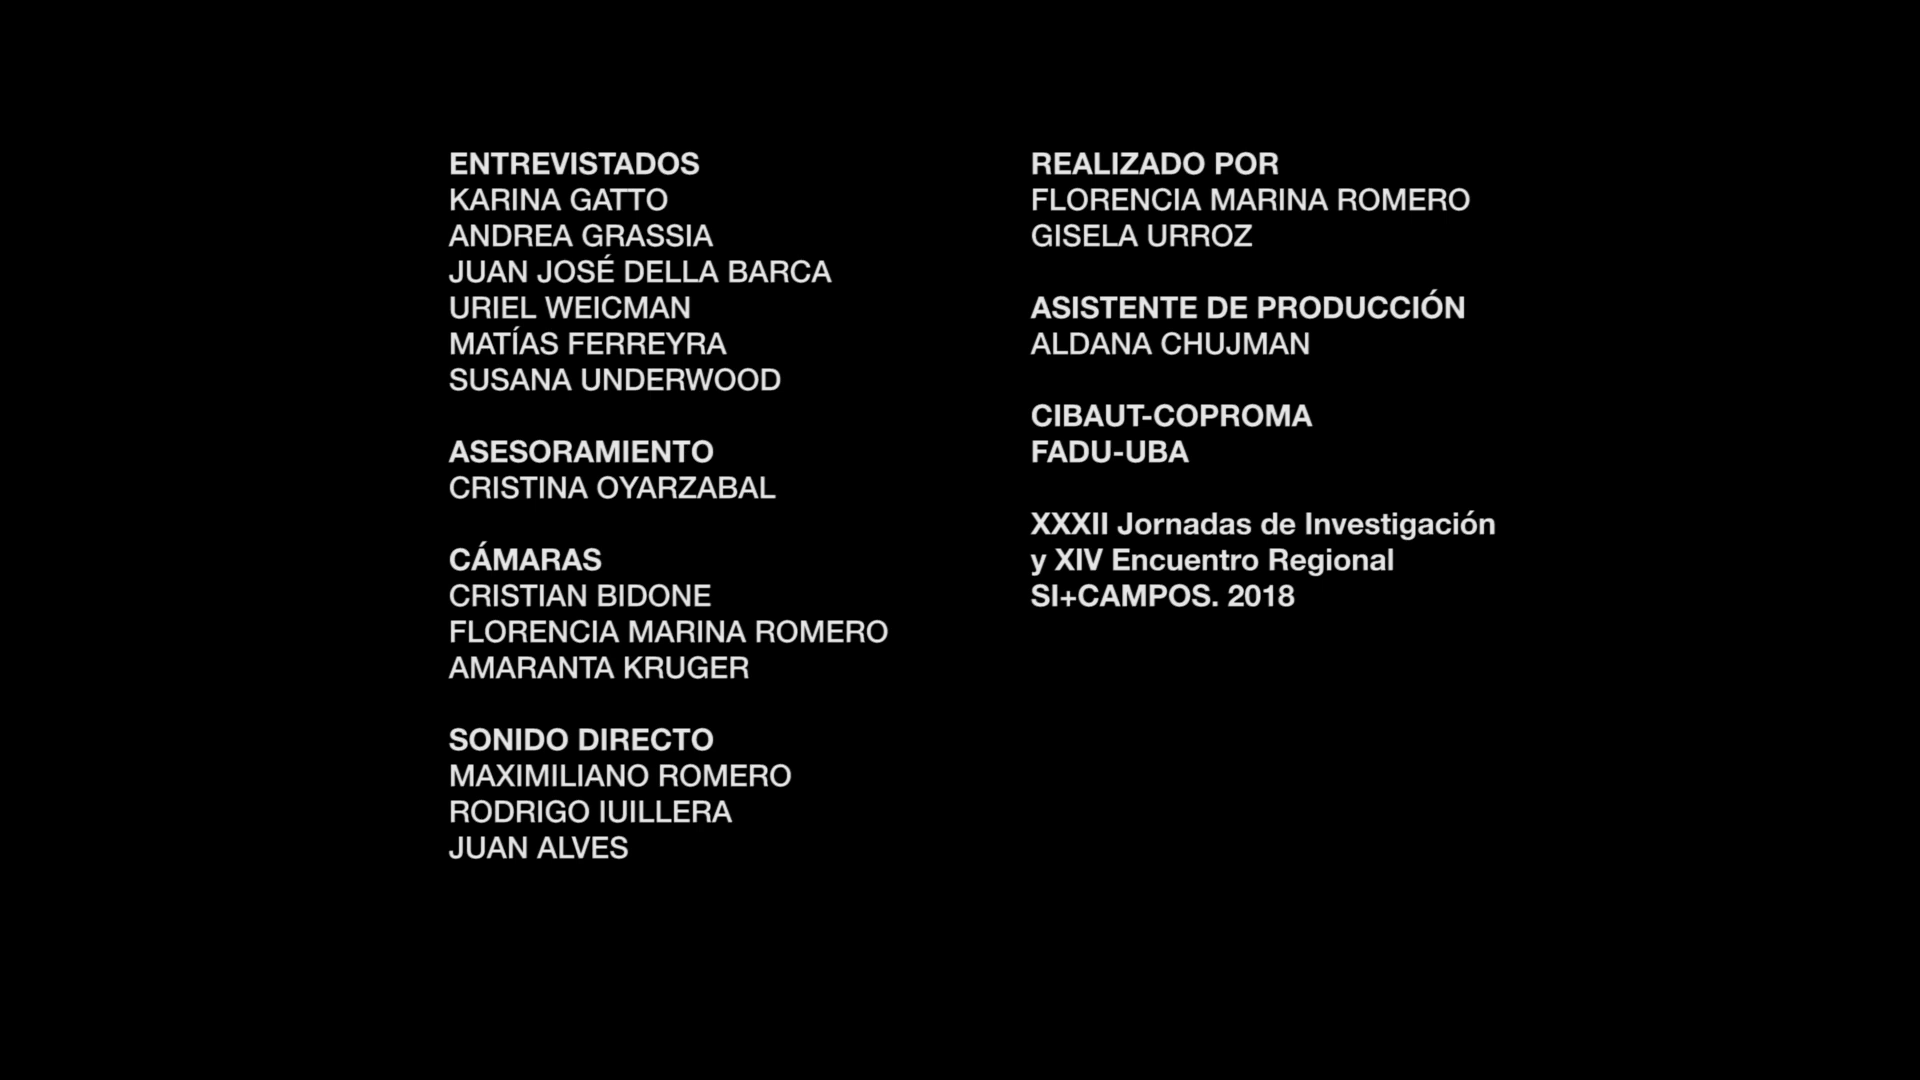 ENTREVISTADOS
KARINA GATTO
ANDREA GRASSIA
JUAN JOSÉ DELLA BARCA
URIEL WEICMAN
MATÍAS FERREYRA
SUSANA UNDERWOOD
ASESORAMIENTO
CRISTINA OYARZABAL
CÁMARAS
CRISTIAN BIDONE
FLORENCIA MARINA ROMERO
AMARANTA KRUGER
SONIDO DIRECTO
MAXIMILIANO ROMERO
RODRIGO IUILLERA
JUAN ALVES
REALIZADO POR
FLORENCIA MARINA ROMERO
GISELA URROZ
ASISTENTE DE PRODUCCIÓN
ALDANA CHUJMAN
CIBAUT-COPROMA
FADU-UBA
XXXII Jornadas de Investigación
y XIV Encuentro Regional
SI+CAMPOS. 2018